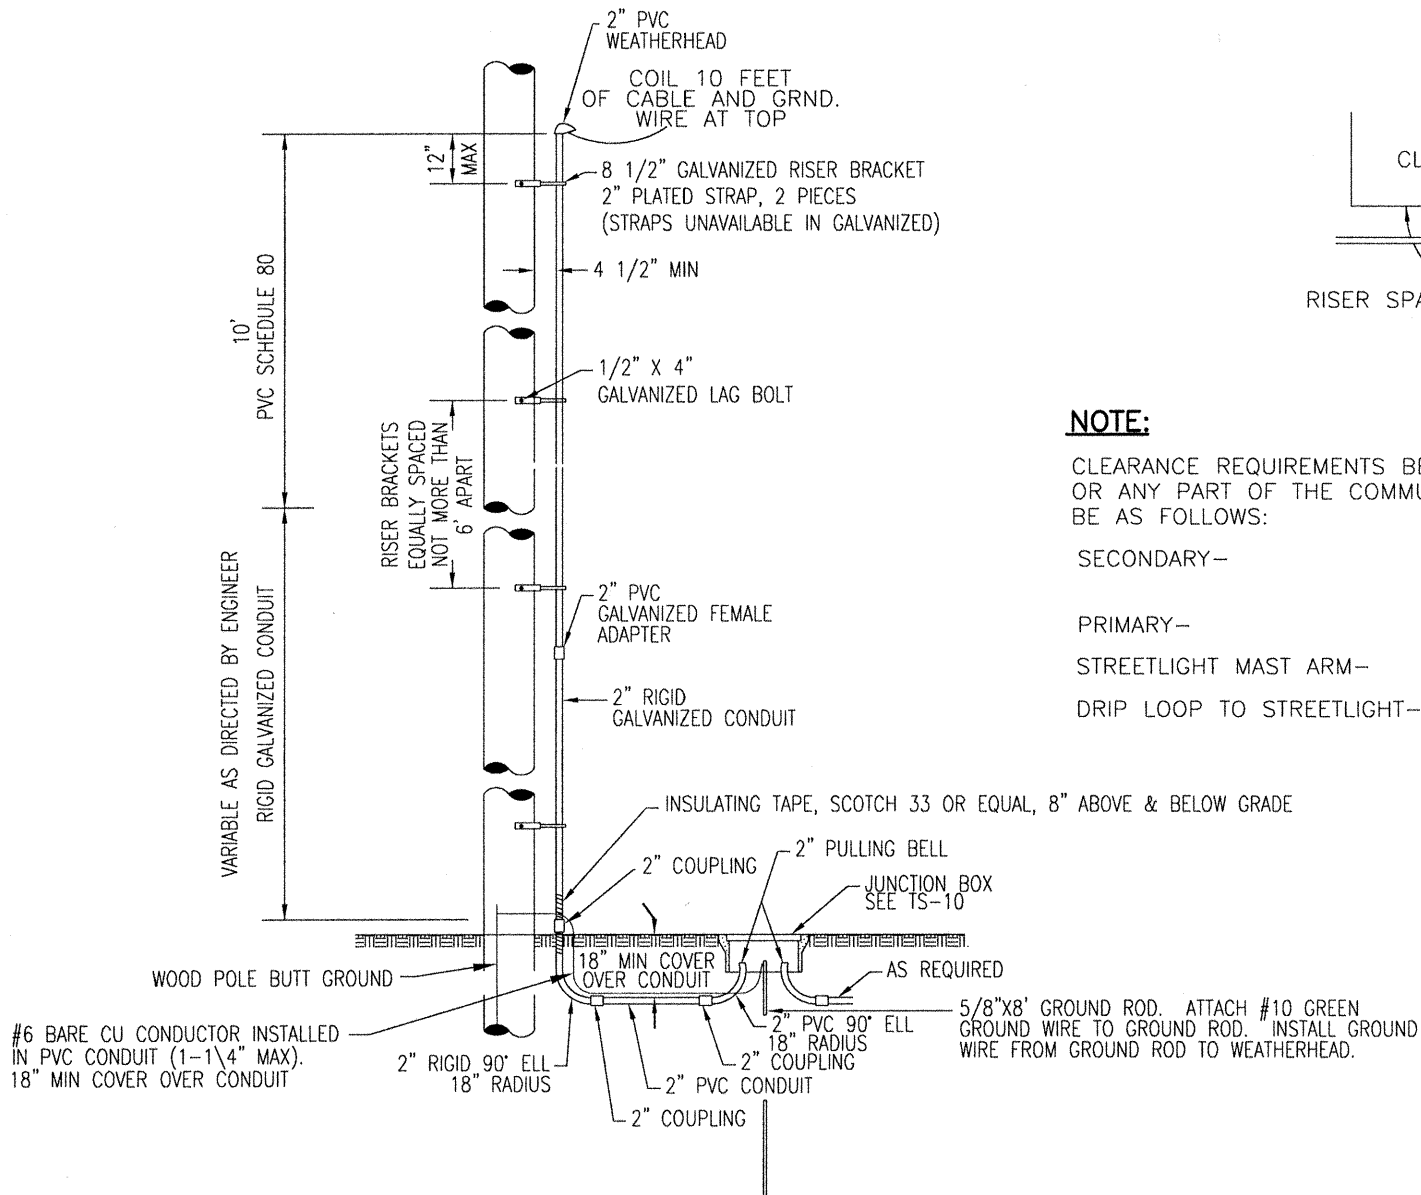 2" PVC
WEATHERHEAD
COIL 10 FEET
OF CABLE AND GRND.
WIRE AT TOP
12"
MAX
8 1/2" GALVANIZED RISER BRACKET
2" PLATED STRAP, 2 PIECES
(STRAPS UNAVAILABLE IN GALVANIZED)
4 1/2" MIN
10'
PVC SCHEDULE 80
1/2" X 4"
GALVANIZED LAG BOLT
RISER BRACKETS
EQUALLY SPACED
NOT MORE THAN
6' APART
VARIABLE AS DIRECTED BY ENGINEER
RIGID GALVANIZED CONDUIT
2" PVC
GALVANIZED FEMALE
ADAPTER
2" RIGID
GALVANIZED CONDUIT
INSULATING TAPE, SCOTCH 33 OR EQUAL, 8" ABOVE & BELOW GRADE
2" COUPLING
2" PULLING BELL
JUNCTION BOX
SEE TS-10
WOOD POLE BUTT GROUND
18" MIN COVER
OVER CONDUIT
AS REQUIRED
#6 BARE CU CONDUCTOR INSTALLED
IN PVC CONDUIT (1-1\4" MAX).
18" MIN COVER OVER CONDUIT
2" RIGID 90° ELL
18" RADIUS
2" PVC 90° ELL
18" RADIUS
2" COUPLING
2" PVC CONDUIT
2" COUPLING
5/8"X8' GROUND ROD. ATTACH #10 GREEN
GROUND WIRE TO GROUND ROD. INSTALL GROUND
WIRE FROM GROUND ROD TO WEATHERHEAD.
CL
RISER SPA
NOTE:
CLEARANCE REQUIREMENTS BE
OR ANY PART OF THE COMMU
BE AS FOLLOWS:
SECONDARY-
PRIMARY-
STREETLIGHT MAST ARM-
DRIP LOOP TO STREETLIGHT-